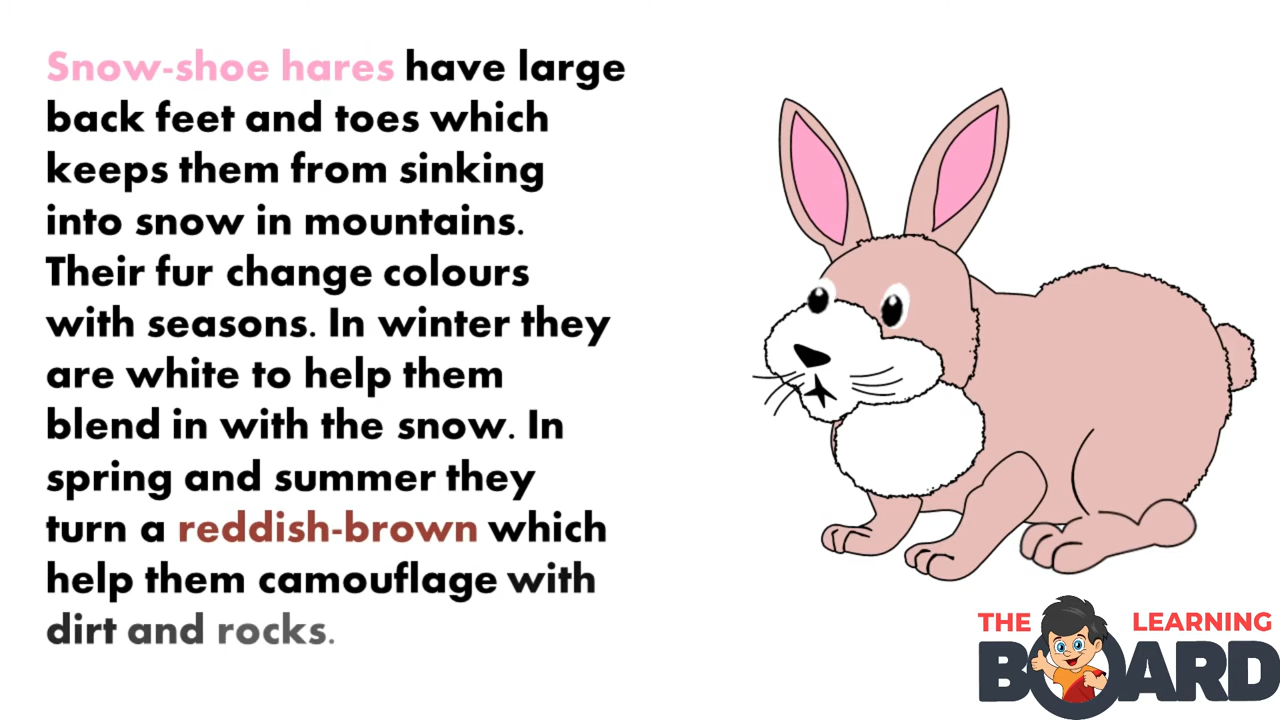 Snow-shoe hares have large
back feet and toes which
keeps them from sinking
into snow in mountains.
Their fur change colours
with seasons. In winter they
are white to help them
blend in with the snow. In
spring and summer they
turn a reddish-brown which
help them camouflage with
dirt and rocks.
THE LEARNING
BOARD